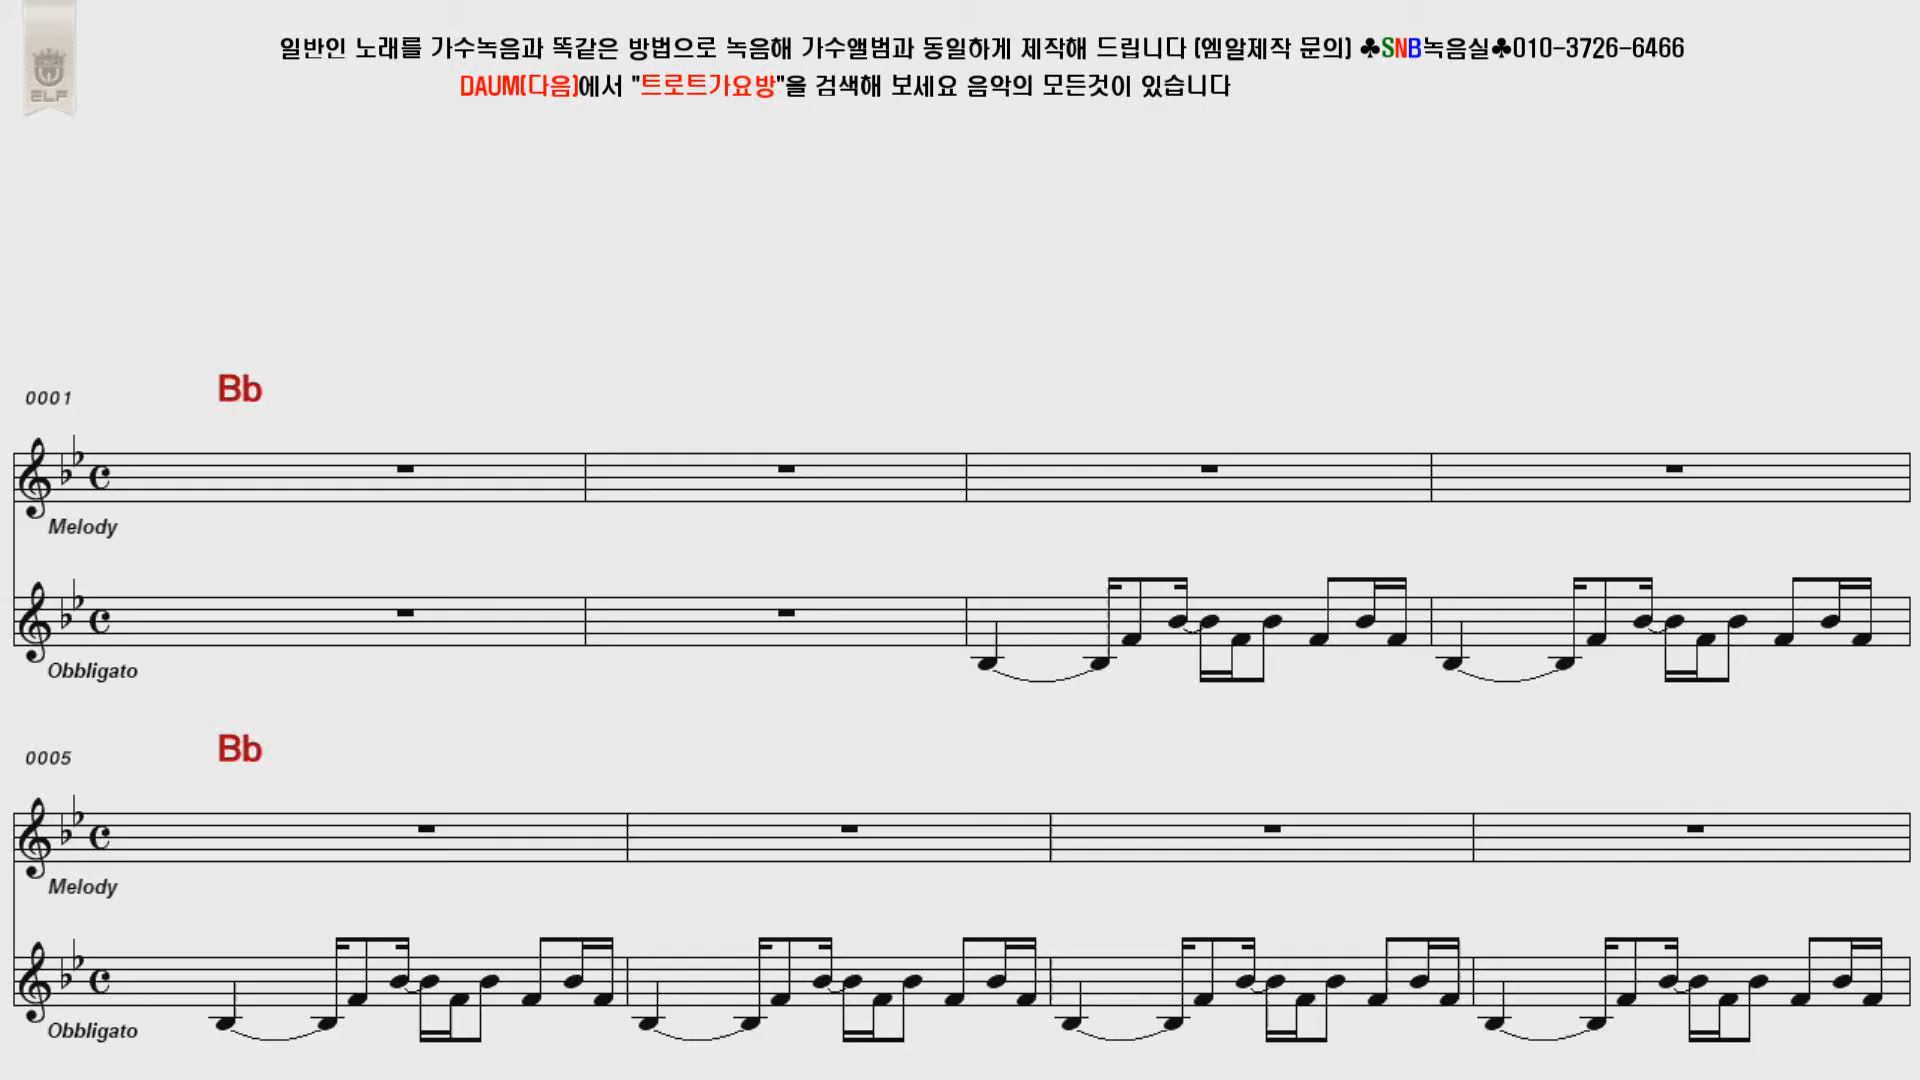 일반인 노래를 가수녹음과 똑같은 방법으로 녹음해 가수앨범과 동일하게 제작해 드립니다 (엠알제작 문의) ♣SNB녹음실♣010-3726-6466
DAUM(다음)에서 "트로트가요방"을 검색해 보세요 음악의 모든것이 있습니다
ELF
0001 Bb
Melody
Obbligato
0005 Bb
Melody
Obbligato